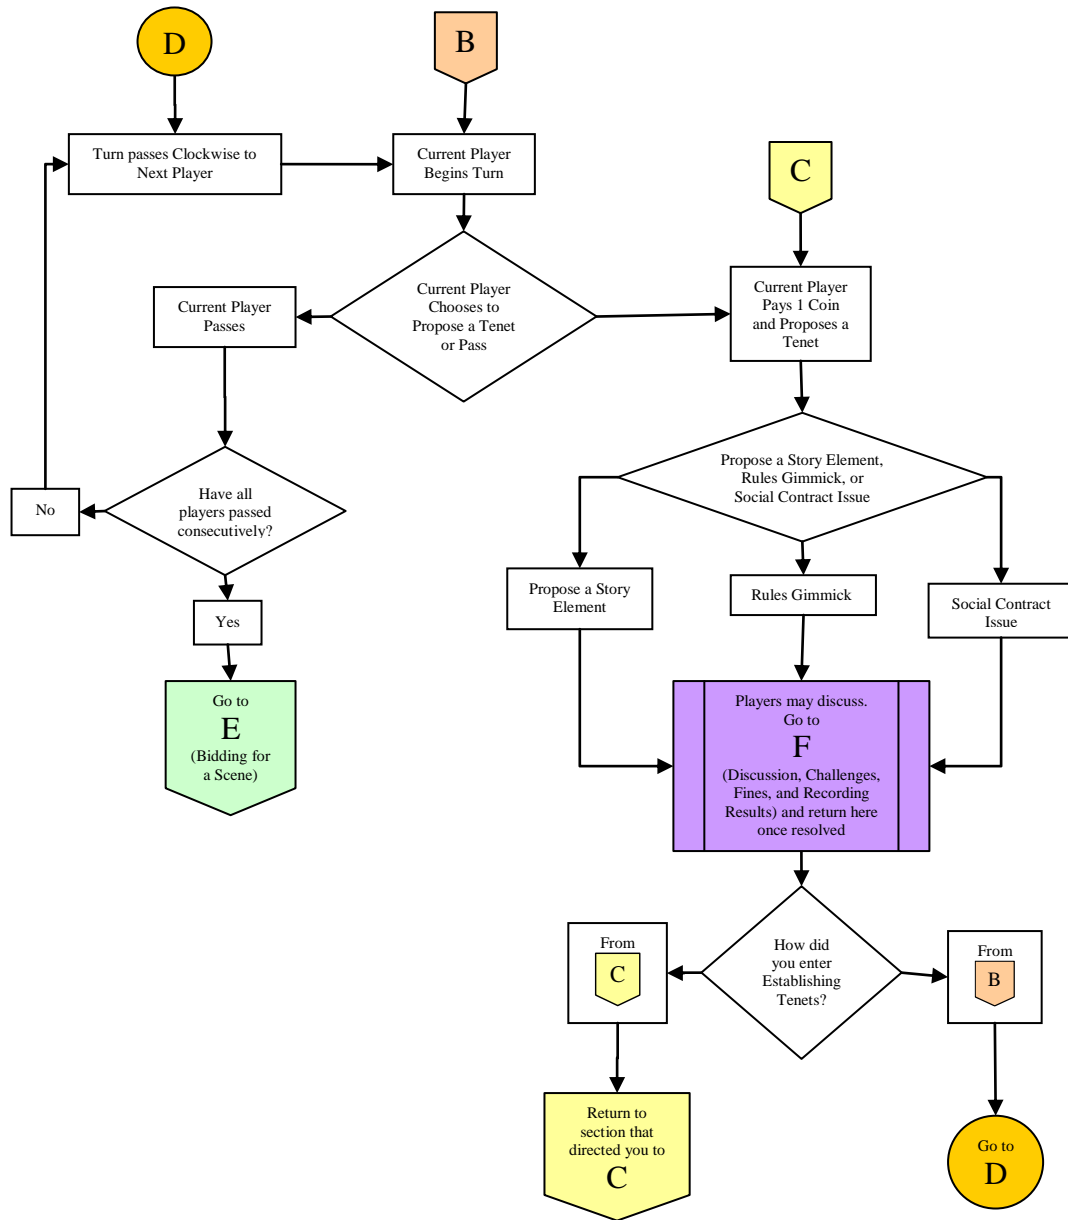 D
B
Turn passes Clockwise to
Next Player
Current Player
Begins Turn
C
Current Player
Passes
Current Player
Chooses to
Propose a Tenet
or Pass
Current Player
Pays 1 Coin
and Proposes a
Tenet
No
Have all
players passed
consecutively?
Propose a Story Element,
Rules Gimmick, or
Social Contract Issue
Yes
Propose a Story
Element
Rules Gimmick
Social Contract
Issue
Go to
E
(Bidding for
a Scene)
Players may discuss.
Go to
F
(Discussion, Challenges,
Fines, and Recording
Results) and return here
once resolved
From
C
How did
you enter
Establishing
Tenets?
From
B
Return to
section that
directed you to
C
Go to
D